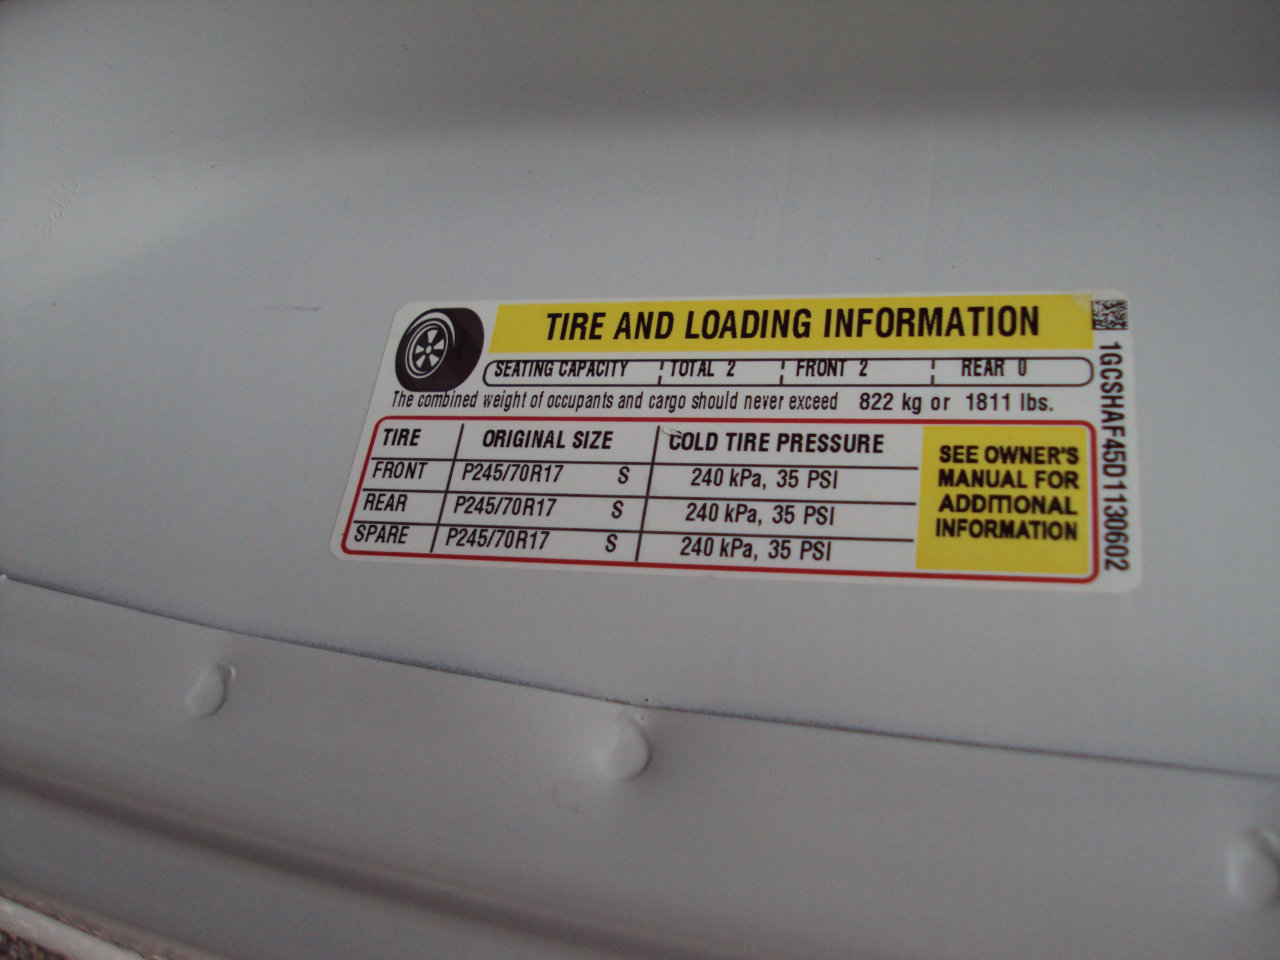 TIRE AND LOADING INFORMATION
SEATING CAPACITY TOTAL 2 FRONT 2 REAR 0
The combined weight of occupants and cargo should never exceed 822 kg or 1811 lbs.
TIRE ORIGINAL SIZE COLD TIRE PRESSURE
FRONT P245/70R17 S 240 kPa, 35 PSI
REAR P245/70R17 S 240 kPa, 35 PSI
SPARE P245/70R17 S 240 kPa, 35 PSI
SEE OWNER'S
MANUAL FOR
ADDITIONAL
INFORMATION
1GCSHAF45D1130602